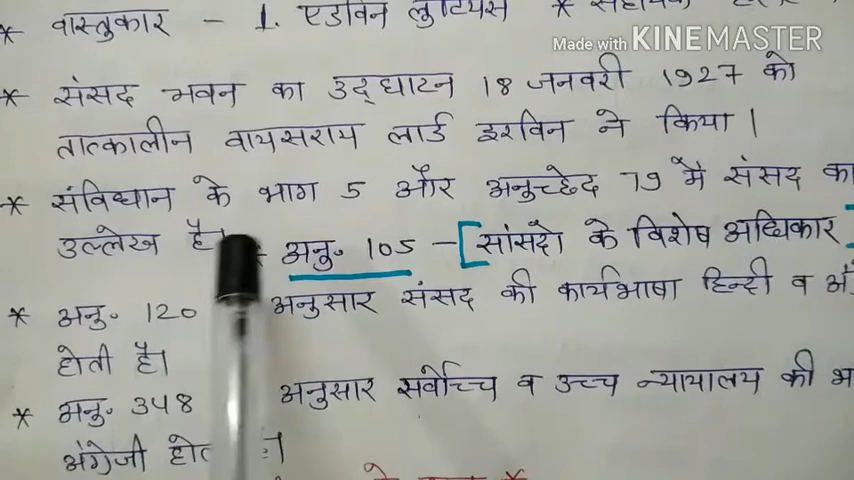 * वास्तुकार - 1. एडविन लुटियंस *
Made with KINEMASTER
* संसद भवन का उद्घाटन 18 जनवरी 1927 को
तात्कालीन वायसराय लार्ड इरविन ने किया।
* संविधान के भाग 5 और अनुच्छेद 79 में संसद का
उल्लेख है। * अनु॰ 105 - [सांसदों के विशेष अधिकार]
* अनु॰ 120 अनुसार संसद की कार्यभाषा हिन्दी व
होती है।
* अनु॰ 348 अनुसार सर्वोच्च व उच्च न्यायालय की
अंग्रेजी